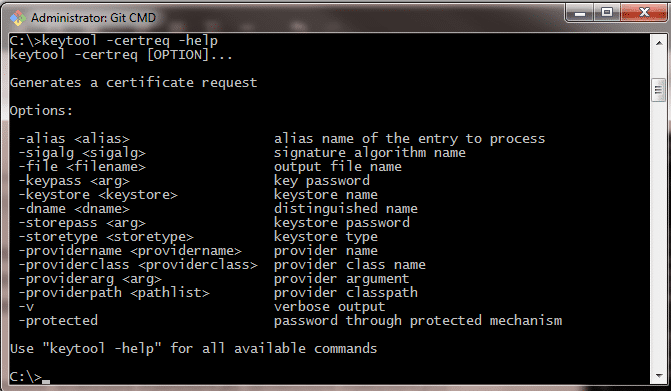 Administrator: Git CMD
C:\>keytool -certreq -help
keytool -certreq [OPTION]...
Generates a certificate request
Options:
-alias <alias> alias name of the entry to process
-sigalg <sigalg> signature algorithm name
-file <filename> output file name
-keypass <arg> key password
-keystore <keystore> keystore name
-dname <dname> distinguished name
-storepass <arg> keystore password
-storetype <storetype> keystore type
-providername <providername> provider name
-providerclass <providerclass> provider class name
-providerarg <arg> provider argument
-providerpath <pathlist> provider classpath
-v verbose output
-protected password through protected mechanism
Use "keytool -help" for all available commands
C:\>_